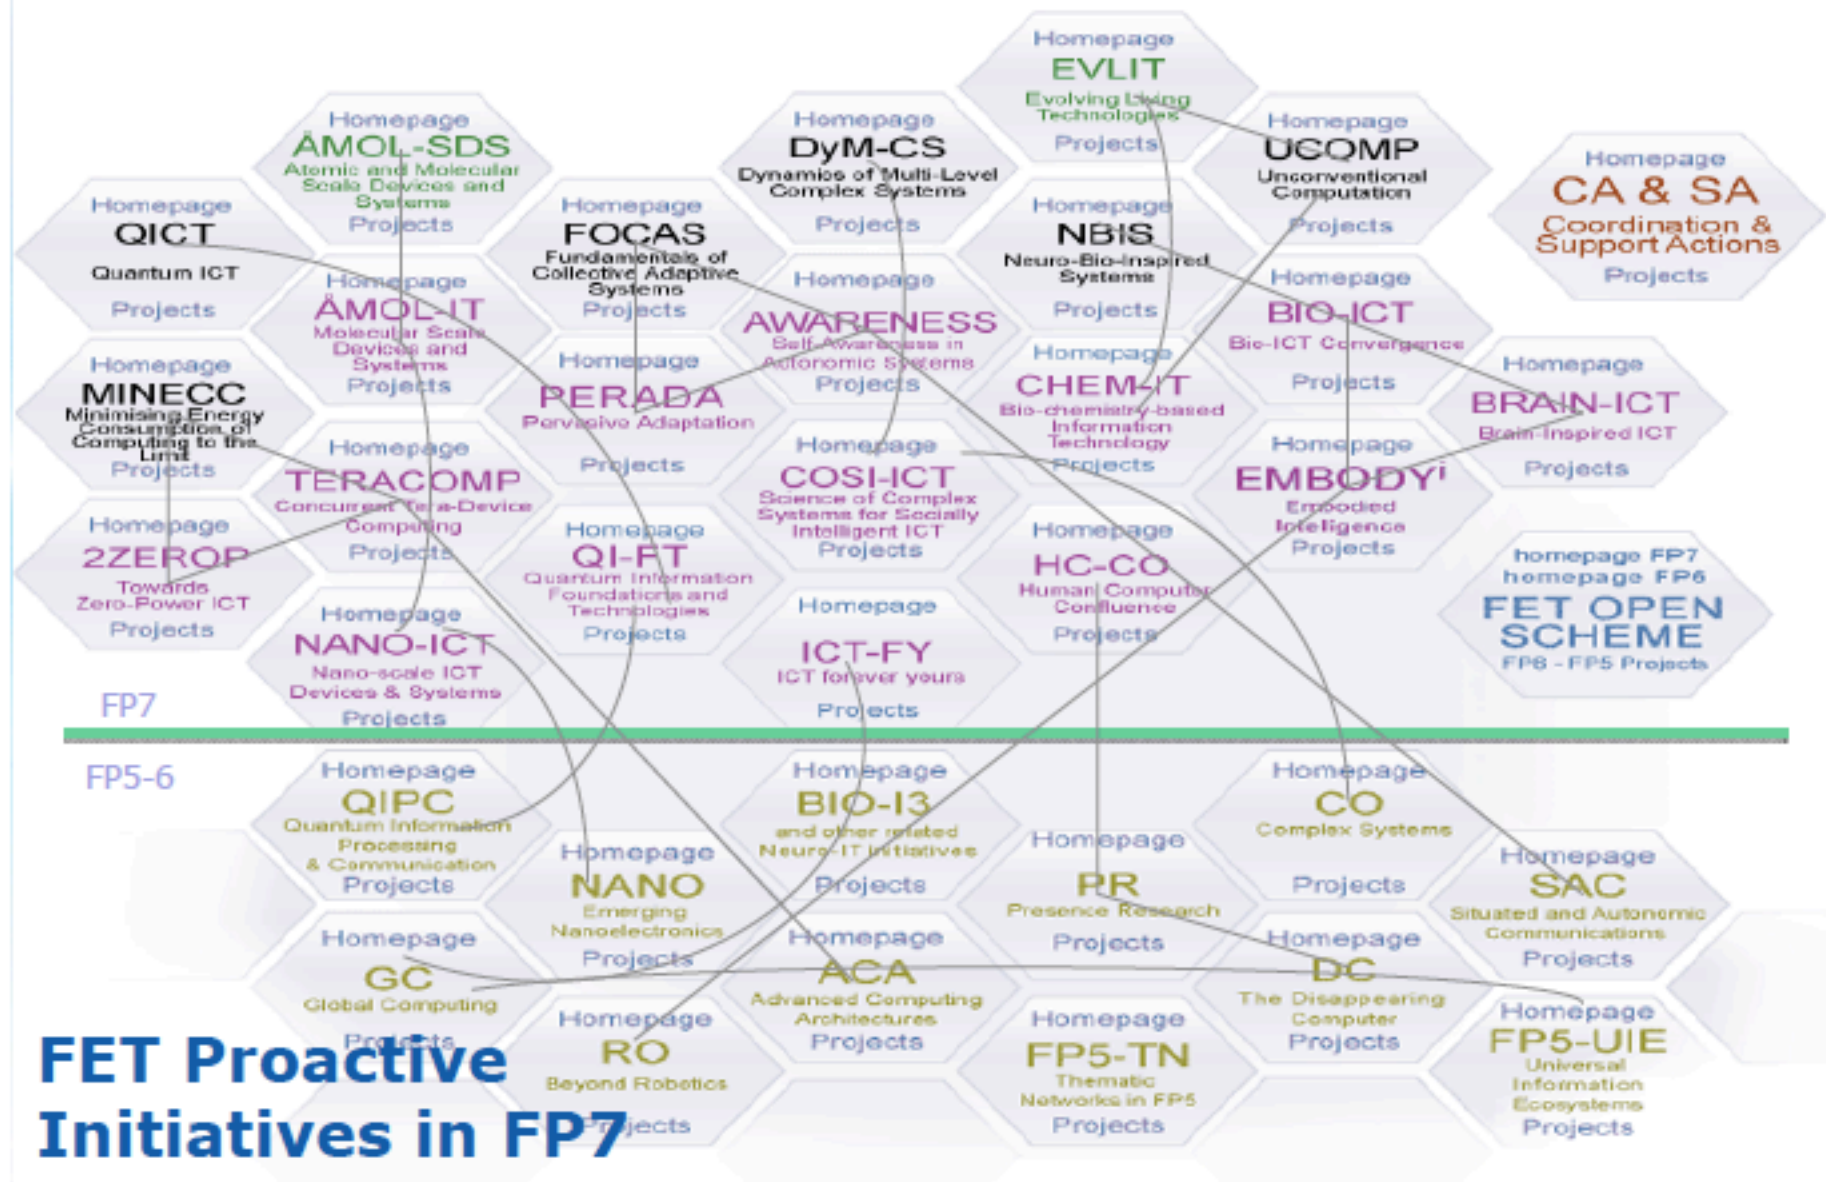 Homepage
EVLIT
Evolving Living
Technologies
Projects
Homepage
ÅMOL-SDS
Atomic and Molecular
Scale Devices and
Systems
Projects
Homepage
DyM-CS
Dynamics of Multi-Level
Complex Systems
Projects
Homepage
UCOMP
Unconventional
Computation
Projects
Homepage
CA & SA
Coordination &
Support Actions
Projects
Homepage
QICT
Quantum ICT
Projects
Homepage
FOCAS
Fundamentals of
Collective Adaptive
Systems
Projects
Homepage
NBIS
Neuro-Bio-Inspired
Systems
Projects
Homepage
ÅMOL-IT
Molecular Scale
Devices and
Systems
Projects
Homepage
AWARENESS
Self-Awareness in
Autonomic Systems
Projects
Homepage
BIO-ICT
Bio-ICT Convergence
Projects
Homepage
MINECC
Minimising Energy
Consumption of
Computing to the
Limit
Projects
Homepage
PERADA
Pervasive Adaptation
Projects
Homepage
CHEM-IT
Bio-chemistry-based
Information
Technology
Projects
Homepage
BRAIN-ICT
Brain-Inspired ICT
Projects
Homepage
TERACOMP
Concurrent Tera-Device
Computing
Projects
Homepage
COSI-ICT
Science of Complex
Systems for Socially
Intelligent ICT
Projects
Homepage
EMBODYi
Embodied
Intelligence
Projects
Homepage
2ZEROP
Towards
Zero-Power ICT
Projects
Homepage
QI-FT
Quantum Information
Foundations and
Technologies
Projects
Homepage
HC-CO
Human Computer
Confluence
Projects
homepage FP7
homepage FP6
FET OPEN
SCHEME
FP6 - FP5 Projects
Homepage
NANO-ICT
Nano-scale ICT
Devices & Systems
Projects
Homepage
ICT-FY
ICT forever yours
Projects
FP7
FP5-6
Homepage
QIPC
Quantum Information
Processing
& Communication
Projects
Homepage
BIO-I3
and other related
Neuro-IT initiatives
Projects
Homepage
CO
Complex Systems
Projects
Homepage
NANO
Emerging
Nanoelectronics
Projects
Homepage
PR
Presence Research
Projects
Homepage
SAC
Situated and Autonomic
Communications
Projects
Homepage
GC
Global Computing
Projects
Homepage
ACA
Advanced Computing
Architectures
Projects
Homepage
DC
The Disappearing
Computer
Projects
Homepage
RO
Beyond Robotics
Projects
Homepage
FP5-TN
Thematic
Networks in FP5
Projects
Homepage
FP5-UIE
Universal
Information
Ecosystems
Projects
FET Proactive
Initiatives in FP7